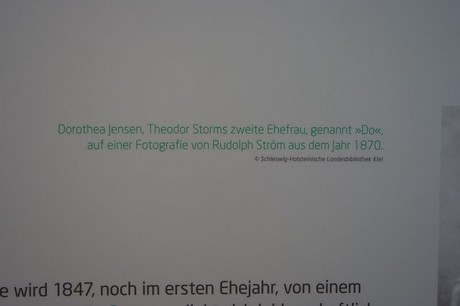 Dorothea Jensen, Theodor Storms zweite Ehefrau, genannt »Do«,
auf einer Fotografie von Rudolph Ström aus dem Jahr 1870.
© Schleswig-Holsteinische Landesbibliothek Kiel
e wird 1847, noch im ersten Ehejahr, von einem